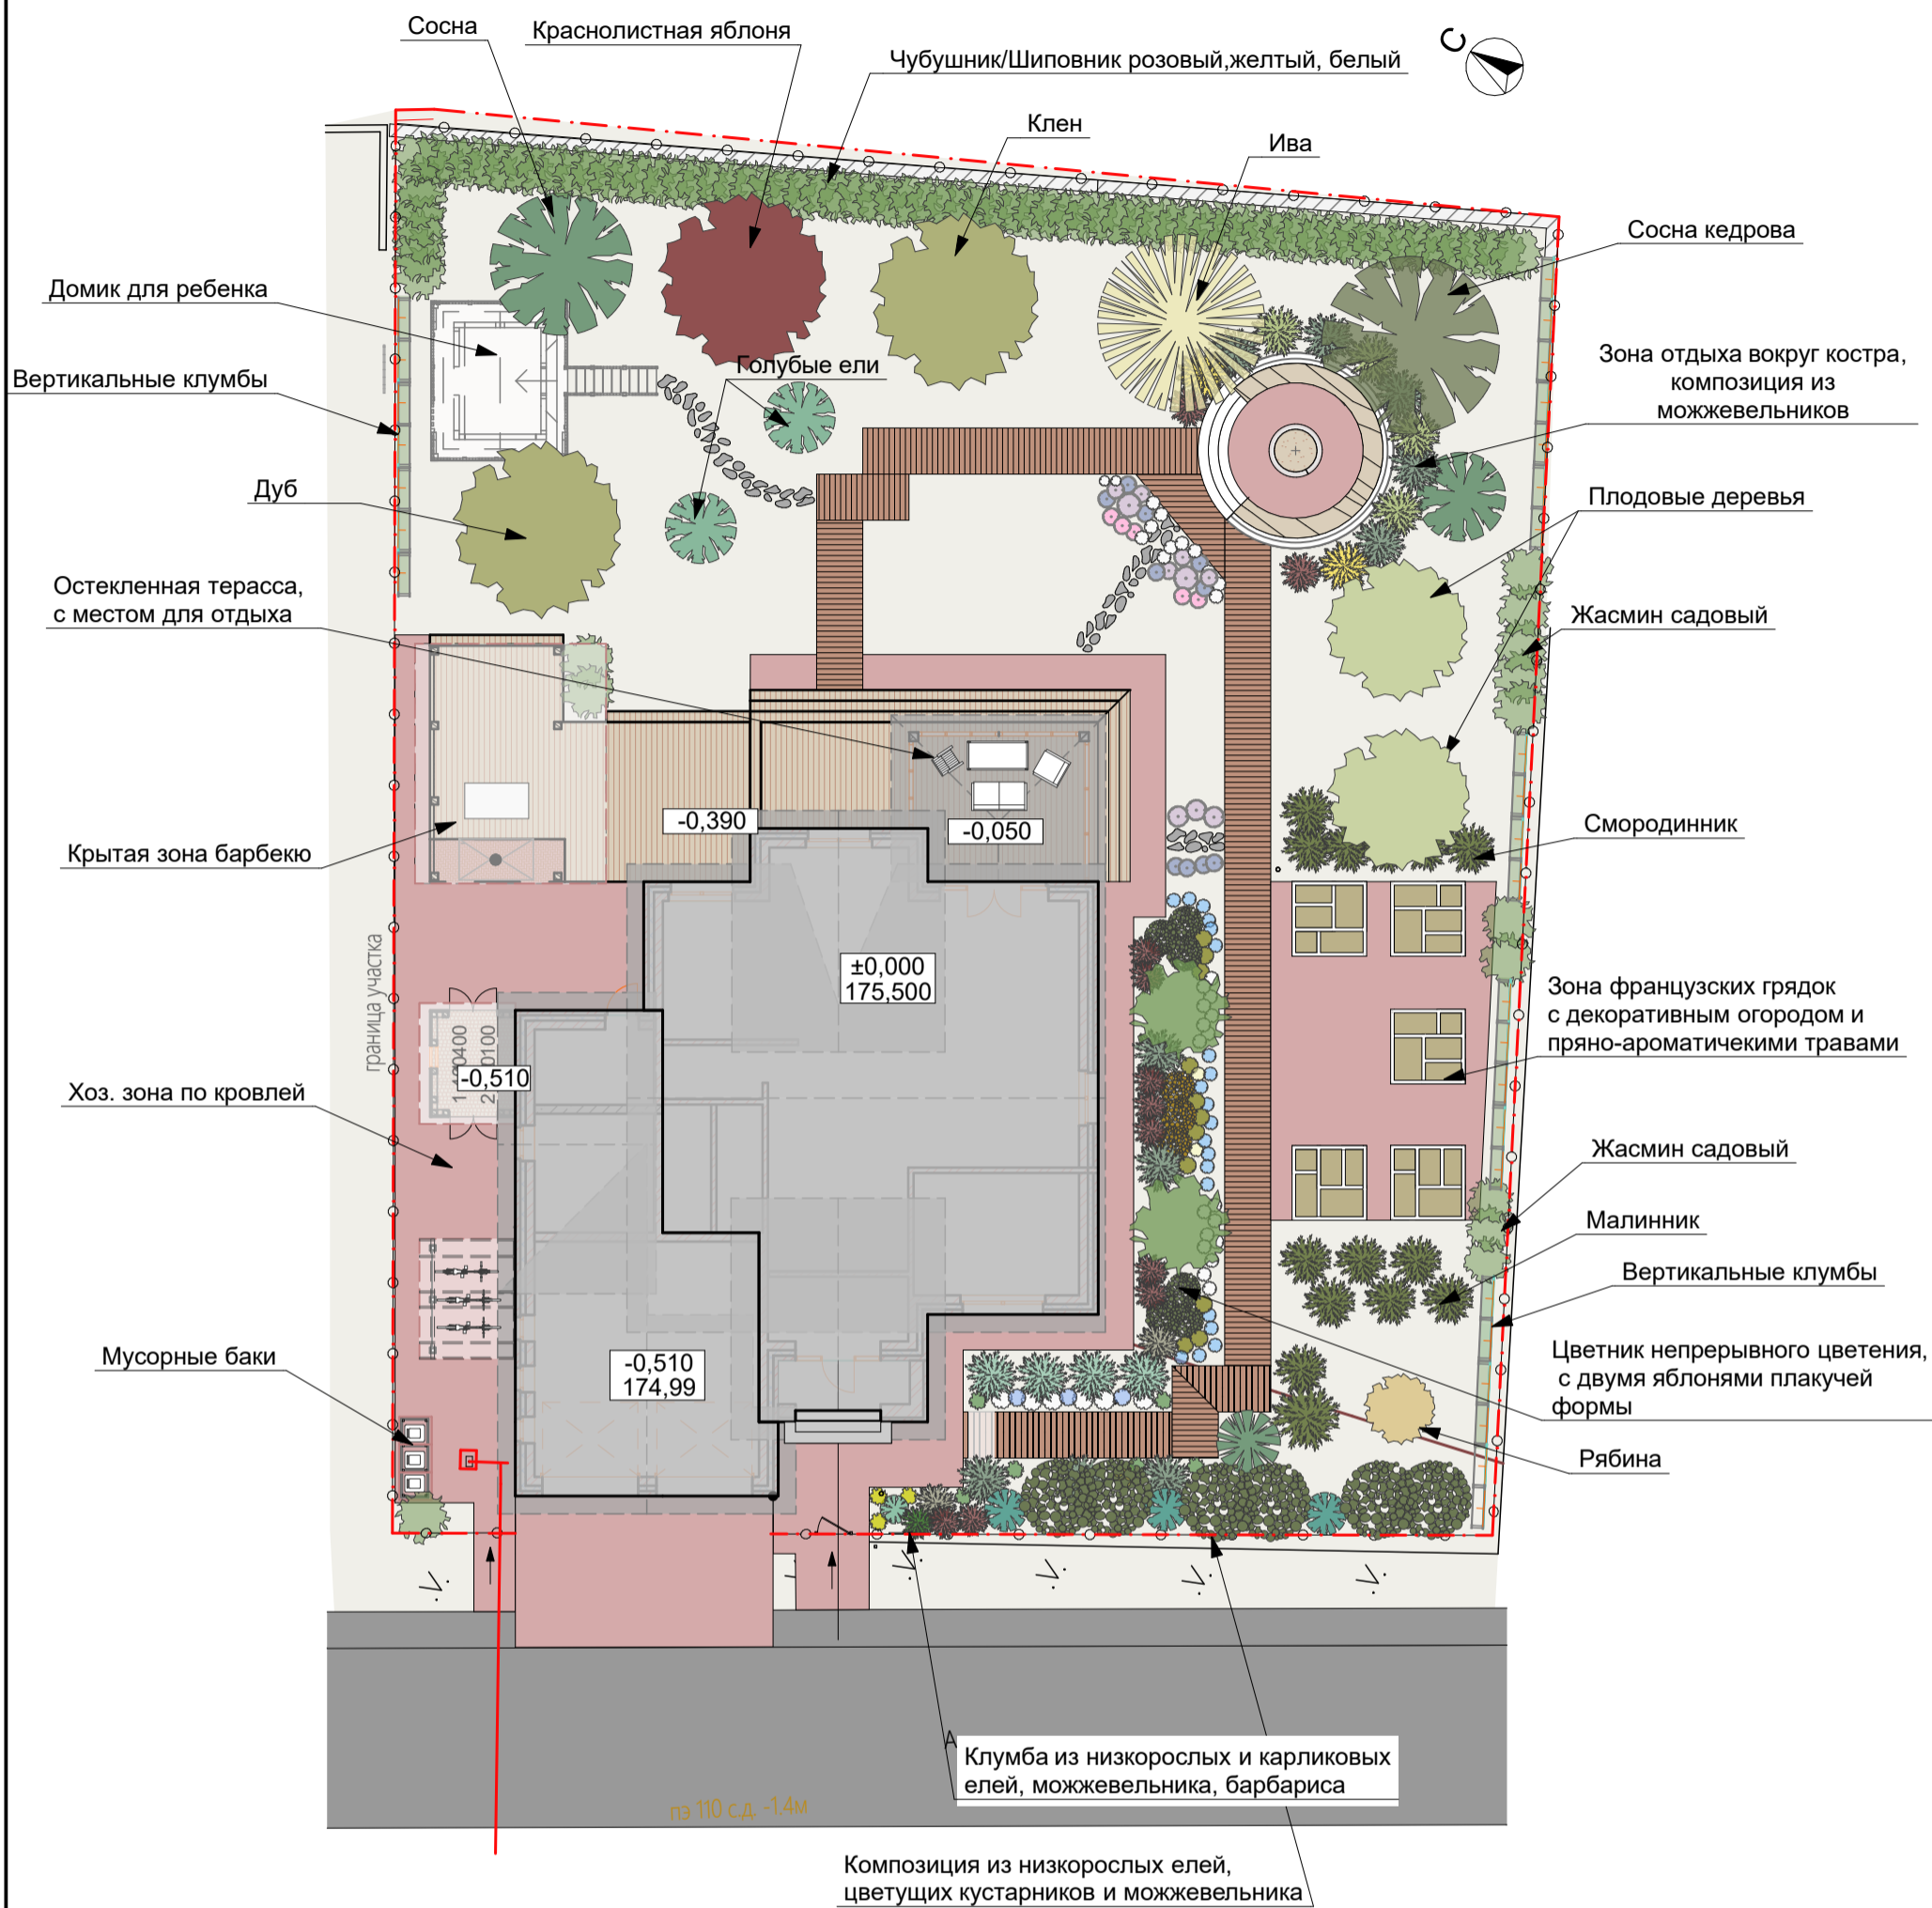 Сосна
Краснолистная яблоня
Чубушник/Шиповник розовый,желтый, белый
С
Клен
Ива
Сосна кедрова
Домик для ребенка
Голубые ели
Зона отдыха вокруг костра,
композиция из
можжевельников
Вертикальные клумбы
Дуб
Плодовые деревья
Остекленная терасса,
с местом для отдыха
Жасмин садовый
-0,390
-0,050
Смородинник
Крытая зона барбекю
±0,000
175,500
граница участка
Зона французских грядок
с декоративным огородом и
пряно-ароматичекими травами
-0,510
Хоз. зона по кровлей
Жасмин садовый
Малинник
Вертикальные клумбы
Мусорные баки
-0,510
174,99
Цветник непрерывного цветения,
с двумя яблонями плакучей
формы
Рябина
А
Клумба из низкорослых и карликовых
елей, можжевельника, барбариса
пэ 110 с.д. -1.4м
Композиция из низкорослых елей,
цветущих кустарников и можжевельника